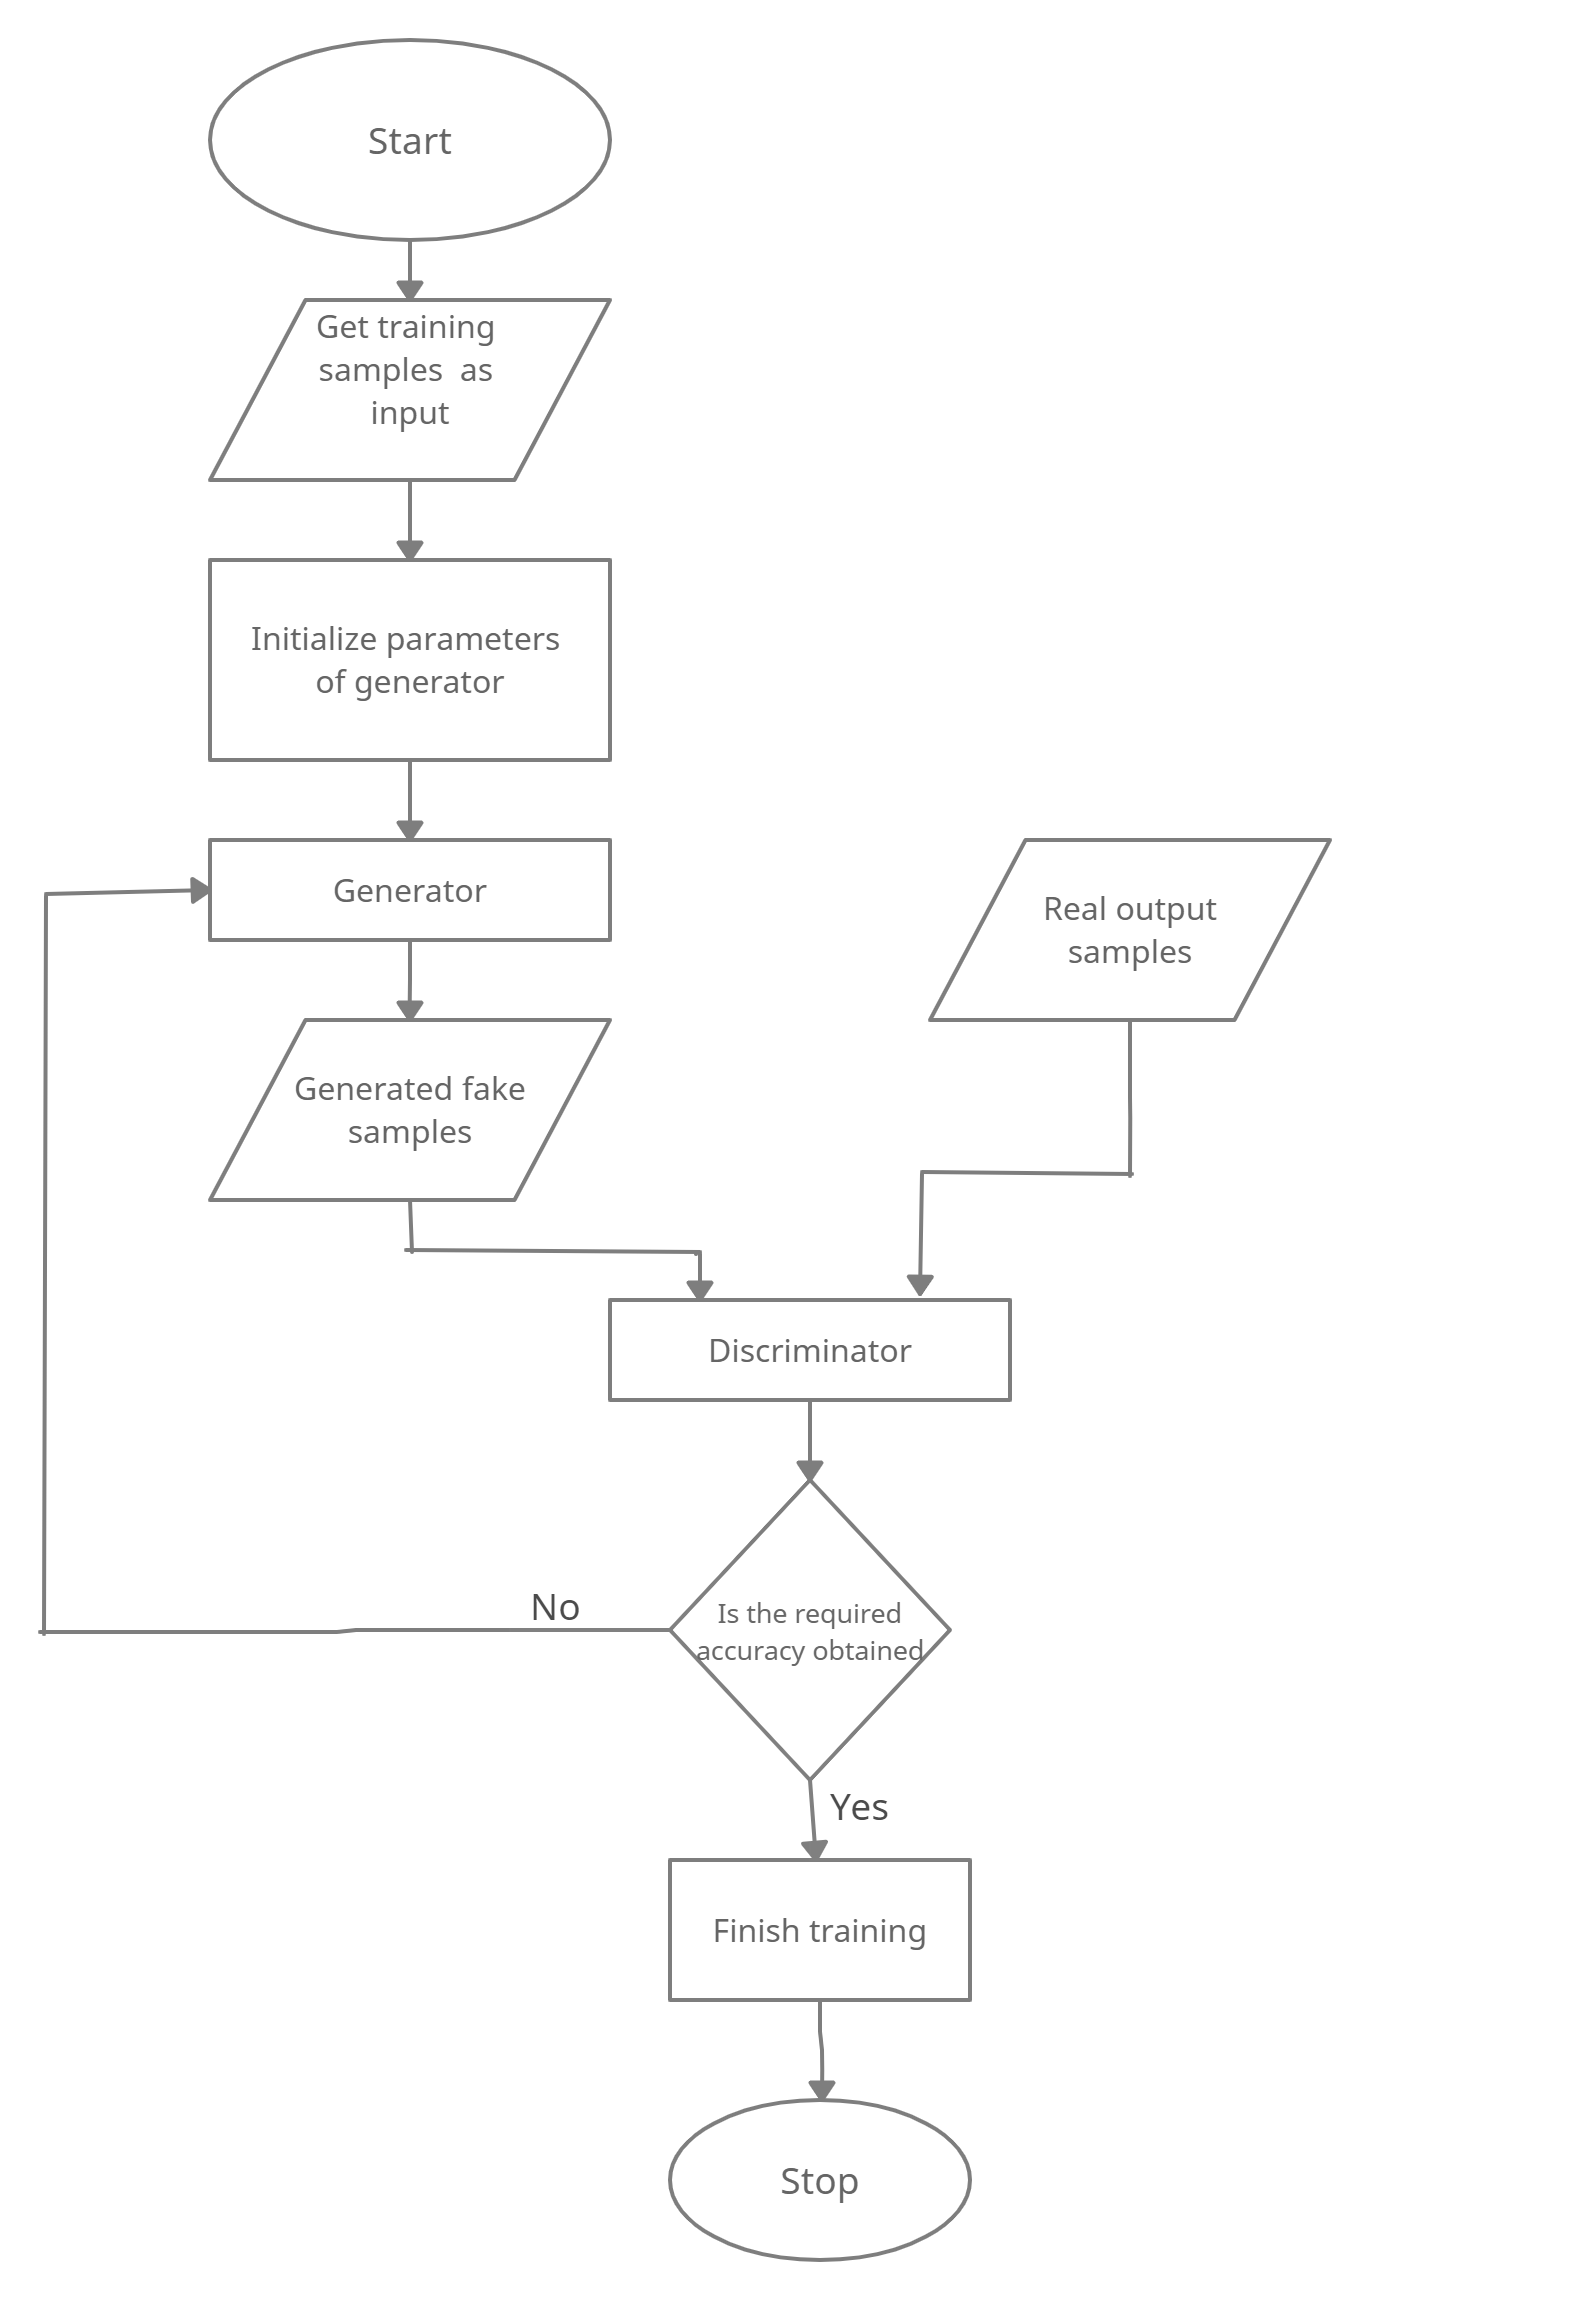 Start
Get training
samples  as
input
Initialize parameters
of generator
Generator
Real output
samples
Generated fake
samples
Discriminator
No
Is the required
accuracy obtained
Yes
Finish training
Stop